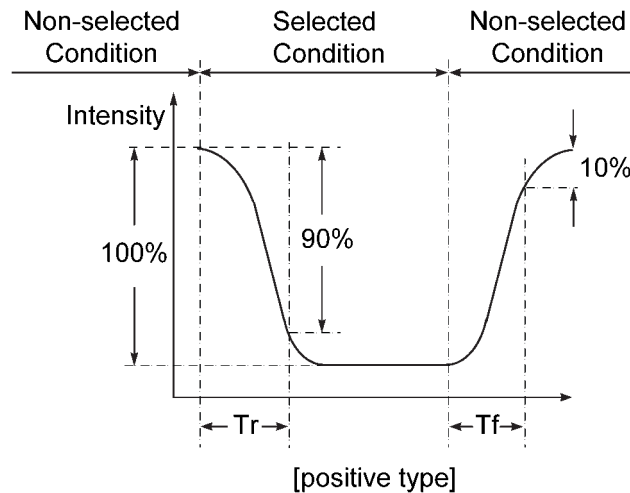 Non-selected
Condition
Selected
Condition
Non-selected
Condition
Intensity
100%
90%
10%
Tr
Tf
[positive type]